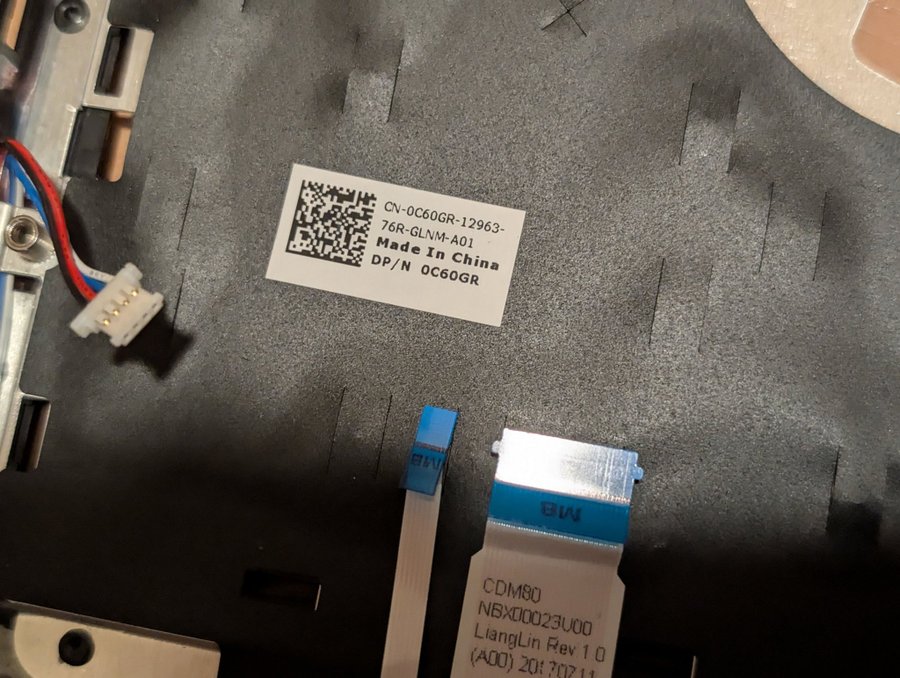 CN-0C60GR-12963-
76R-GLNM-A01
Made In China
DP/N 0C60GR
MB
MB
CDM80
NBX00023U00
LiangLin Rev 1.0
(A00) 20170711